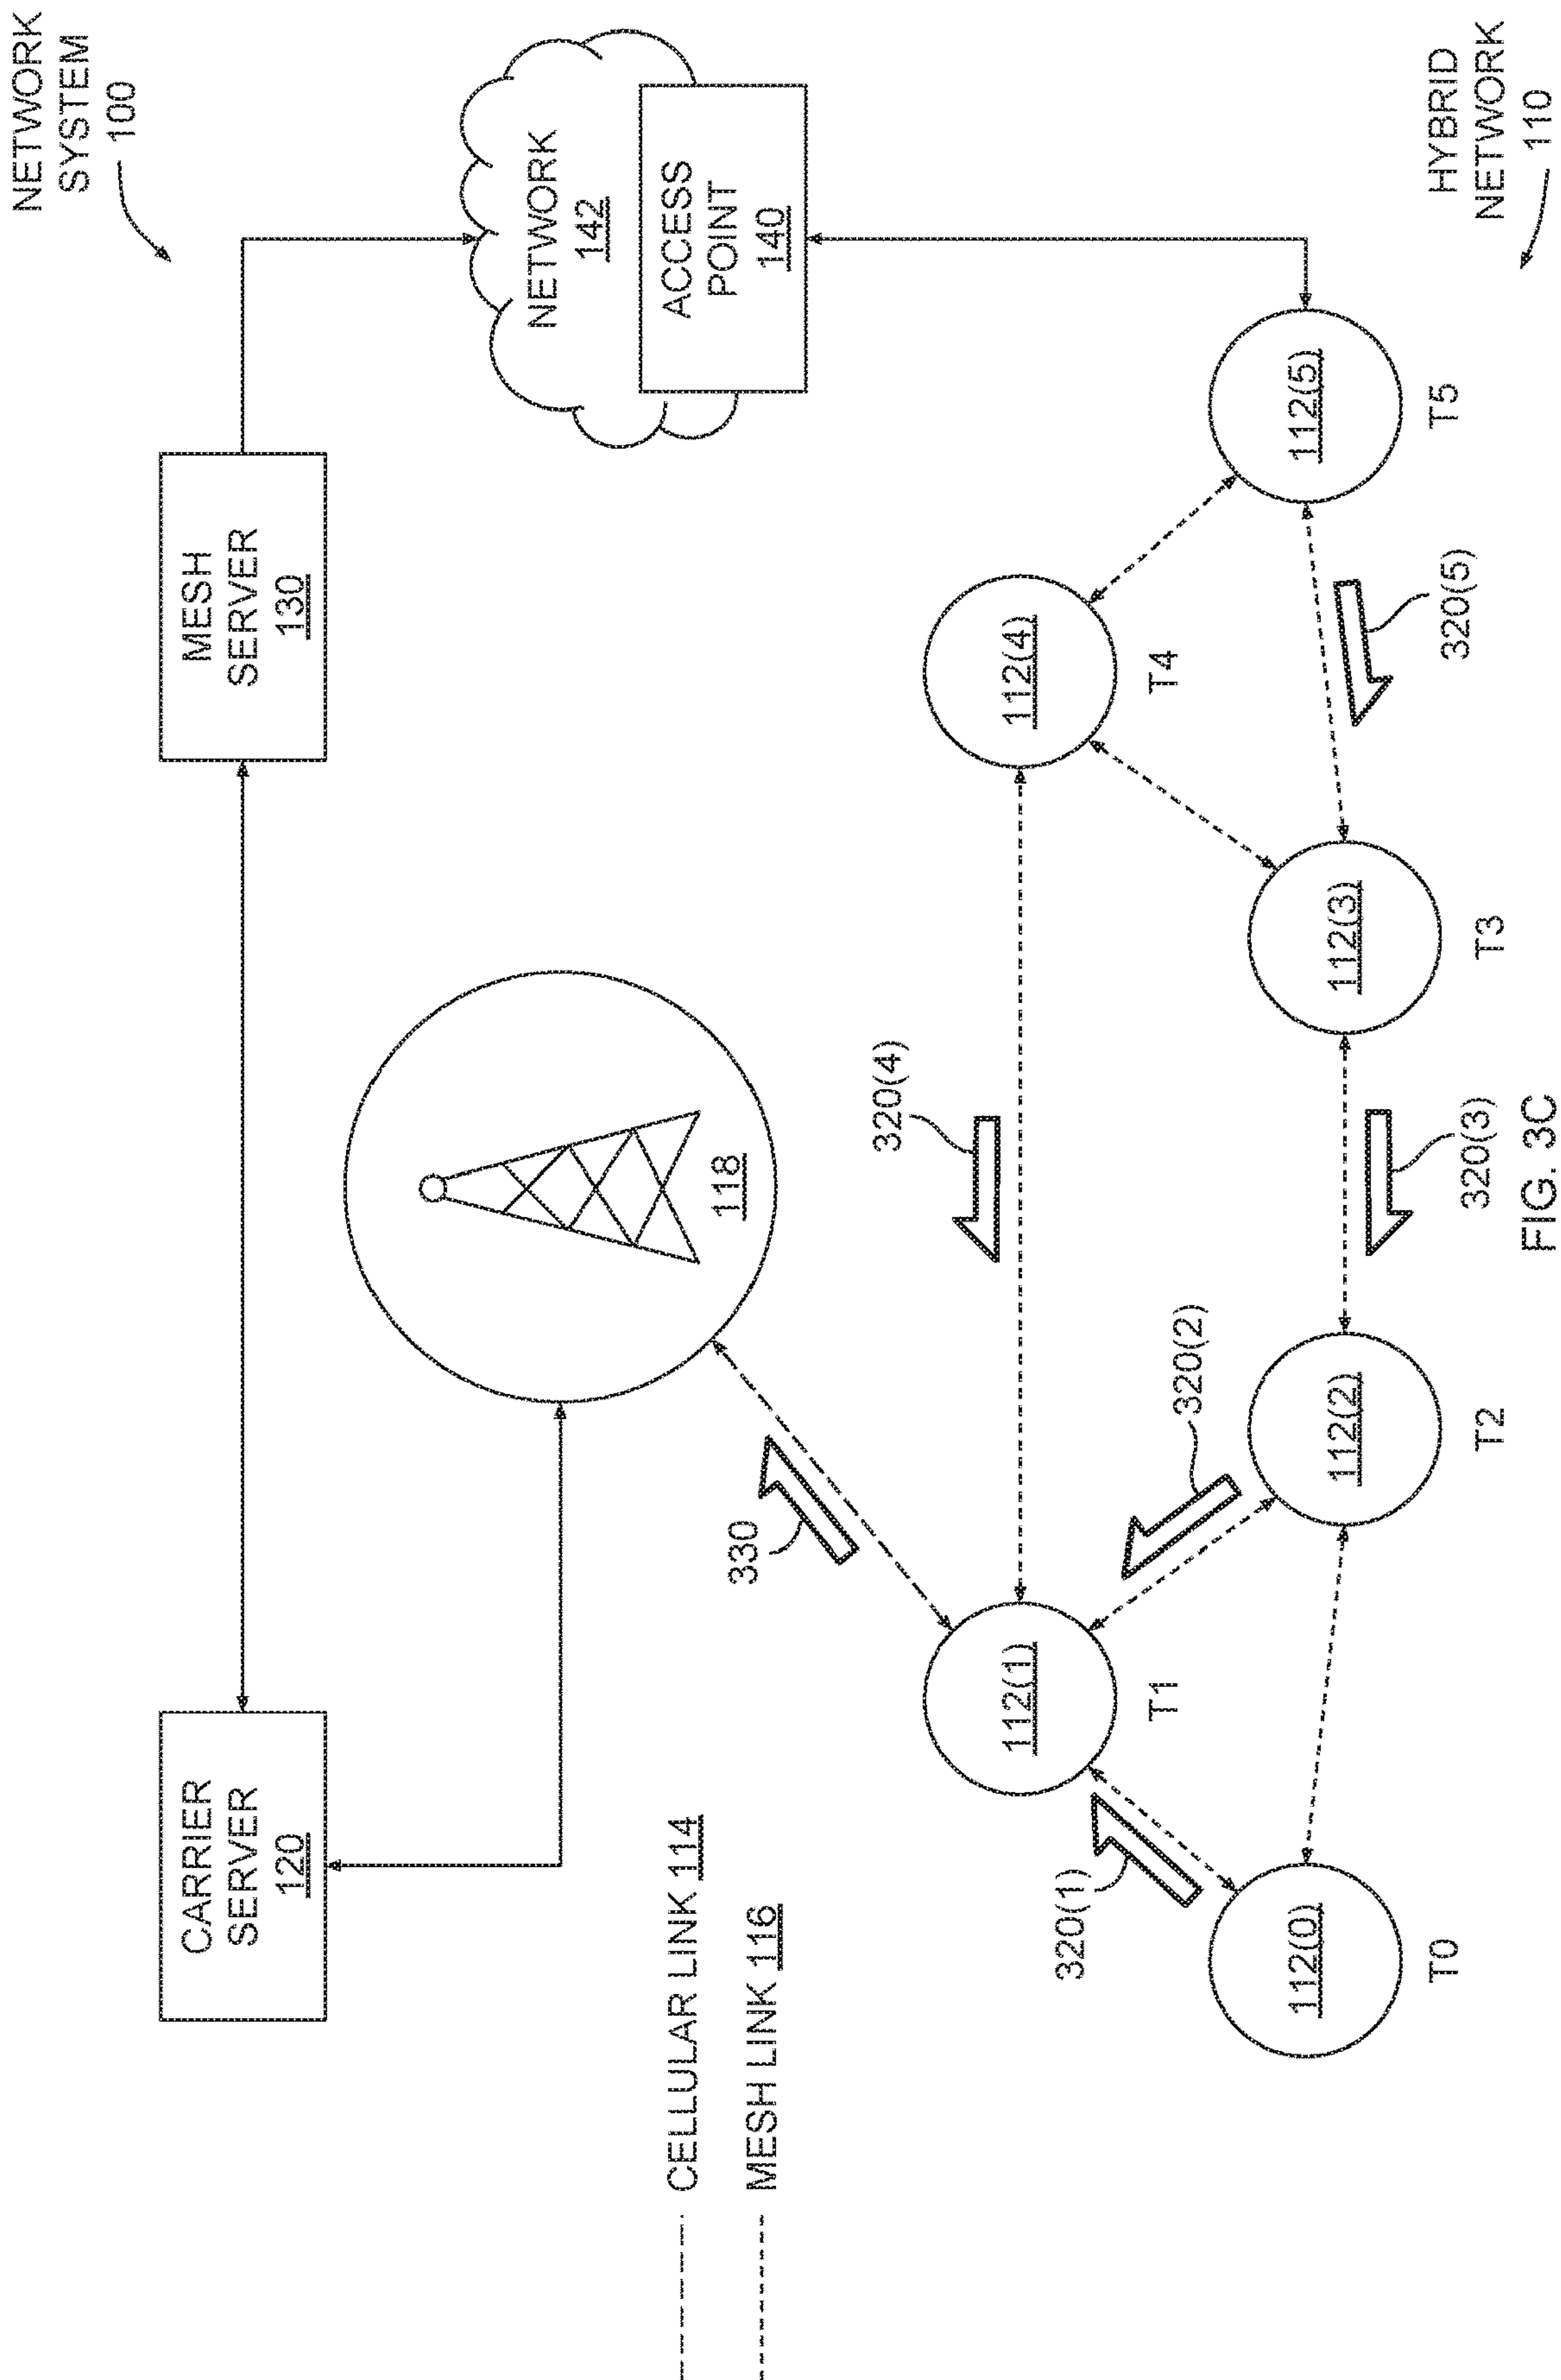 NETWORK
SYSTEM
100
CARRIER
SERVER
120
MESH
SERVER
130
NETWORK
142
ACCESS
POINT
140
118
CELLULAR LINK 114
MESH LINK 116
330
320(4)
112(1)
T1
112(4)
T4
320(1)
320(2)
112(0)
T0
112(2)
T2
320(3)
112(3)
T3
320(5)
112(5)
T5
HYBRID
NETWORK
110
FIG. 3C